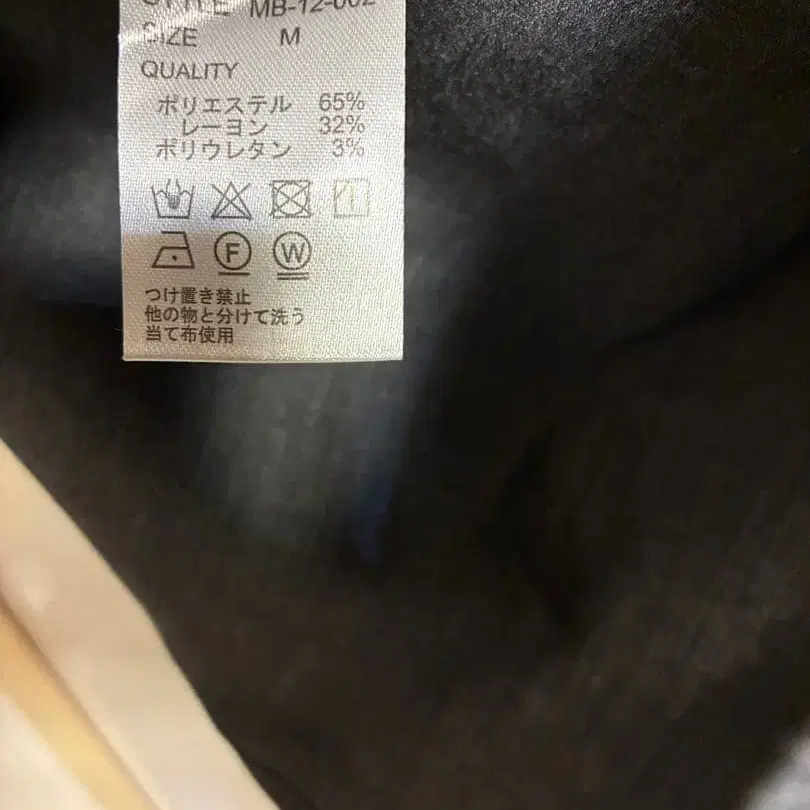 STYLE MB-12-002
SIZE M
QUALITY
ポリエステル 65%
レーヨン 32%
ポリウレタン 3%
F W
つけ置き禁止
他の物と分けて洗う
当て布使用